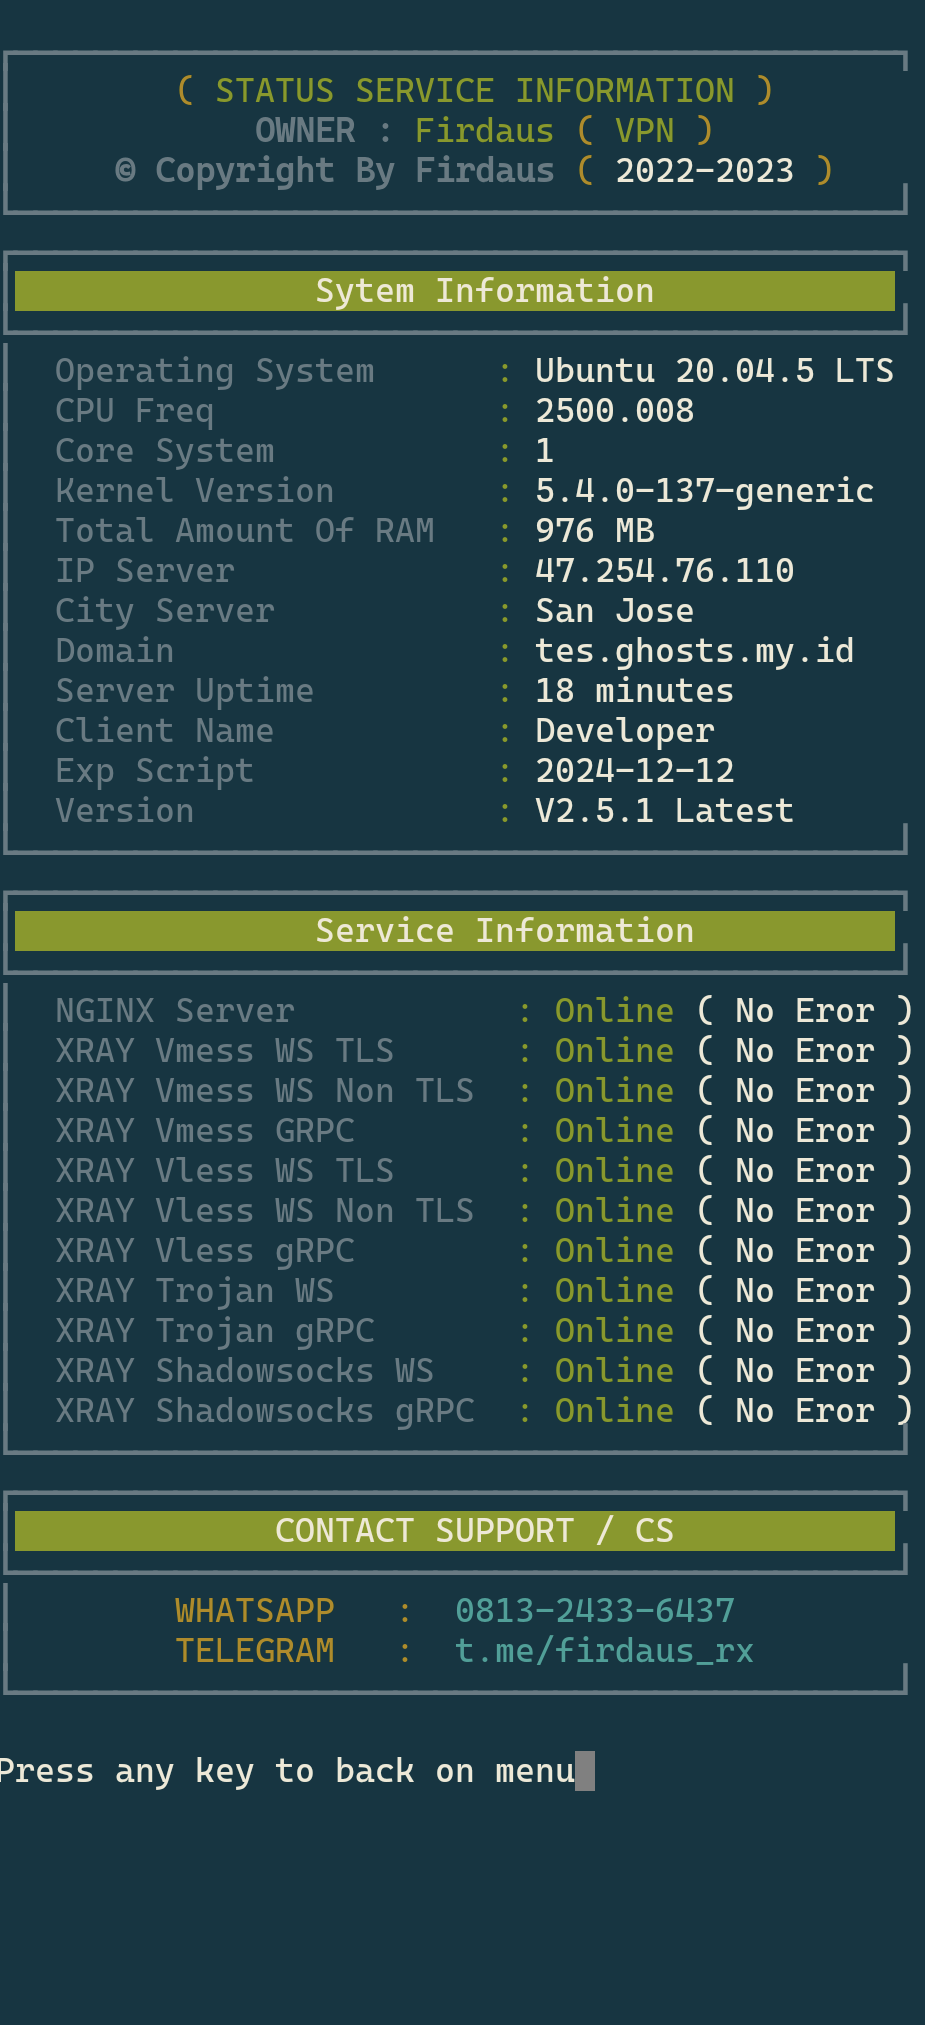 ( STATUS SERVICE INFORMATION )
OWNER : Firdaus ( VPN )
© Copyright By Firdaus ( 2022-2023 )
Sytem Information
Operating System : Ubuntu 20.04.5 LTS
CPU Freq : 2500.008
Core System : 1
Kernel Version : 5.4.0-137-generic
Total Amount Of RAM : 976 MB
IP Server : 47.254.76.110
City Server : San Jose
Domain : tes.ghosts.my.id
Server Uptime : 18 minutes
Client Name : Developer
Exp Script : 2024-12-12
Version : V2.5.1 Latest
Service Information
NGINX Server : Online ( No Eror )
XRAY Vmess WS TLS : Online ( No Eror )
XRAY Vmess WS Non TLS : Online ( No Eror )
XRAY Vmess GRPC : Online ( No Eror )
XRAY Vless WS TLS : Online ( No Eror )
XRAY Vless WS Non TLS : Online ( No Eror )
XRAY Vless gRPC : Online ( No Eror )
XRAY Trojan WS : Online ( No Eror )
XRAY Trojan gRPC : Online ( No Eror )
XRAY Shadowsocks WS : Online ( No Eror )
XRAY Shadowsocks gRPC : Online ( No Eror )
CONTACT SUPPORT / CS
WHATSAPP : 0813-2433-6437
TELEGRAM : t.me/firdaus_rx
Press any key to back on menu